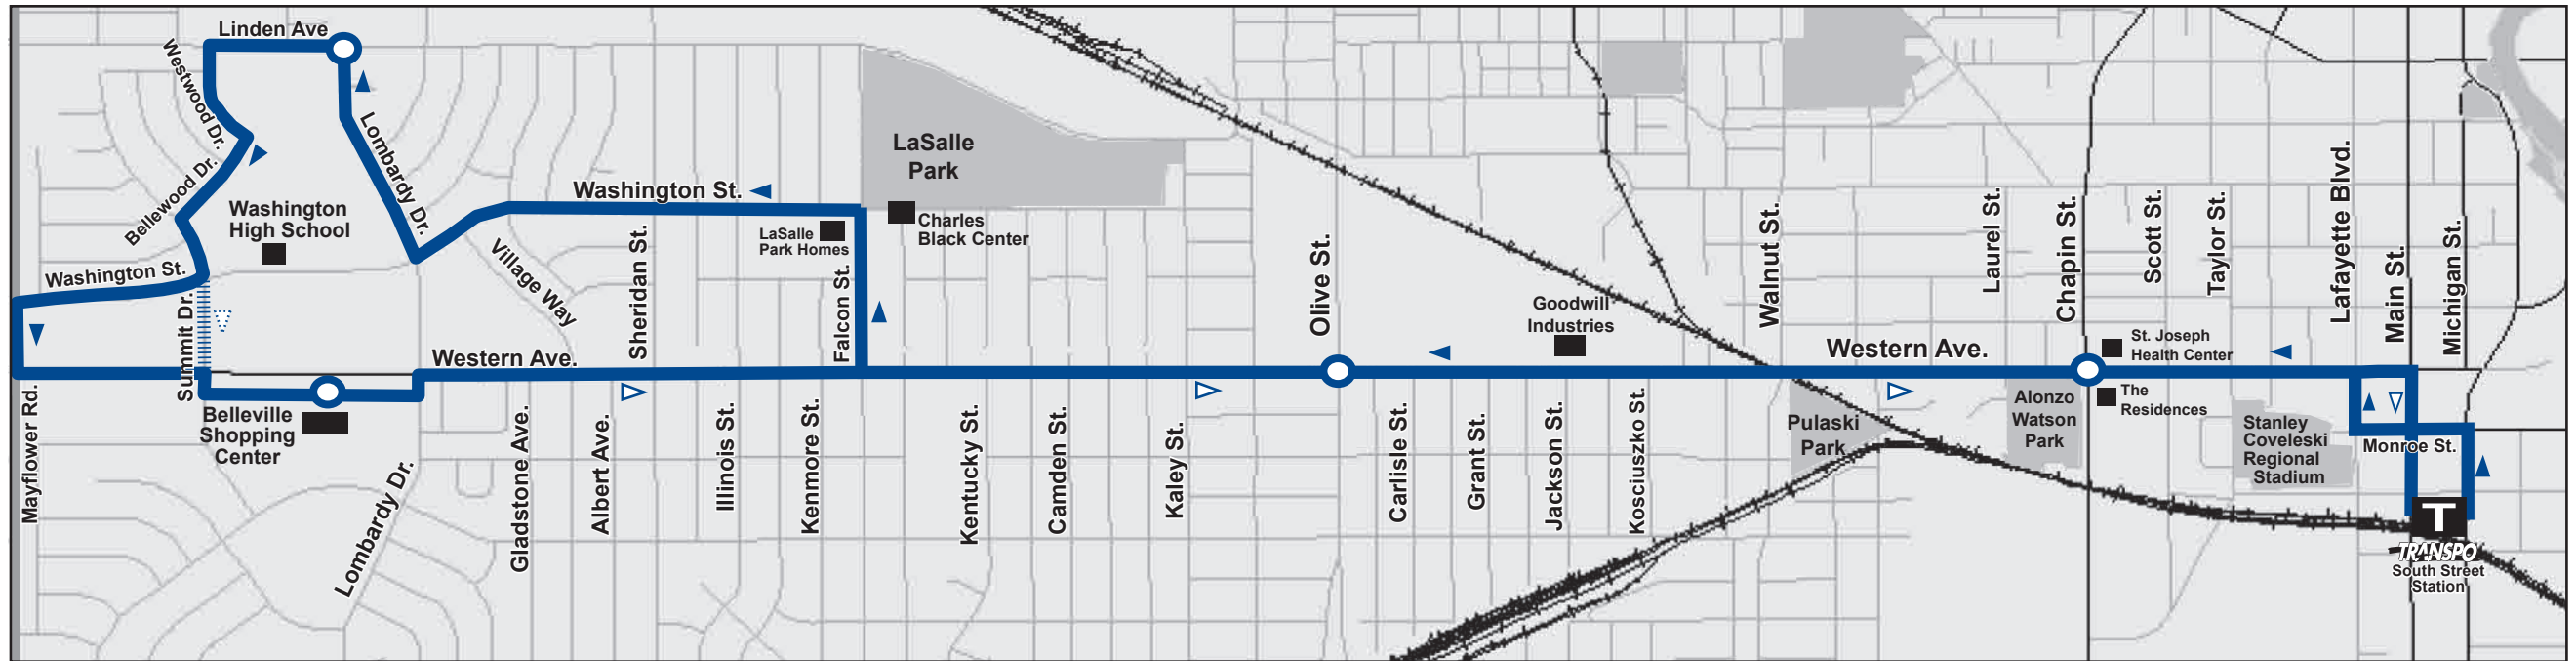 Linden Ave
Westwood Dr.
Bellewood Dr.
Lombardy Dr.
Washington
High School
Washington St.
Summit Dr.
Mayflower Rd.
Belleville
Shopping
Center
Lombardy Dr.
Western Ave.
Village Way
Washington St.
Sheridan St.
LaSalle
Park Homes
Falcon St.
LaSalle
Park
Charles
Black Center
Gladstone Ave.
Albert Ave.
Illinois St.
Kenmore St.
Kentucky St.
Camden St.
Kaley St.
Olive St.
Carlisle St.
Grant St.
Jackson St.
Kosciuszko St.
Goodwill
Industries
Walnut St.
Pulaski
Park
Western Ave.
Laurel St.
Chapin St.
Scott St.
Taylor St.
Lafayette Blvd.
Main St.
Michigan St.
St. Joseph
Health Center
The
Residences
Alonzo
Watson
Park
Stanley
Coveleski
Regional
Stadium
Monroe St.
T
TRANSPO
South Street
Station